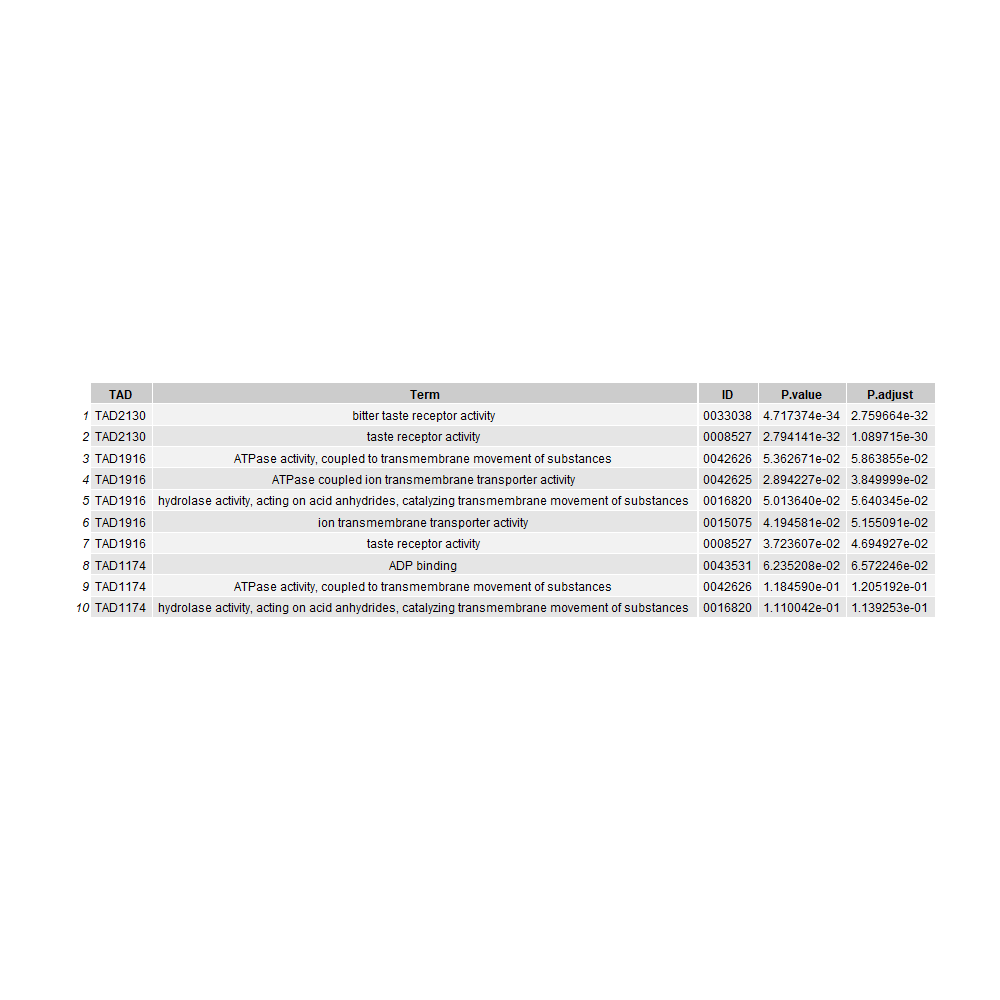 TAD Term ID P.value P.adjust
1 TAD2130 bitter taste receptor activity 0033038 4.717374e-34 2.759664e-32
2 TAD2130 taste receptor activity 0008527 2.794141e-32 1.089715e-30
3 TAD1916 ATPase activity, coupled to transmembrane movement of substances 0042626 5.362671e-02 5.863855e-02
4 TAD1916 ATPase coupled ion transmembrane transporter activity 0042625 2.894227e-02 3.849999e-02
5 TAD1916 hydrolase activity, acting on acid anhydrides, catalyzing transmembrane movement of substances 0016820 5.013640e-02 5.640345e-02
6 TAD1916 ion transmembrane transporter activity 0015075 4.194581e-02 5.155091e-02
7 TAD1916 taste receptor activity 0008527 3.723607e-02 4.694927e-02
8 TAD1174 ADP binding 0043531 6.235208e-02 6.572246e-02
9 TAD1174 ATPase activity, coupled to transmembrane movement of substances 0042626 1.184590e-01 1.205192e-01
10 TAD1174 hydrolase activity, acting on acid anhydrides, catalyzing transmembrane movement of substances 0016820 1.110042e-01 1.139253e-01